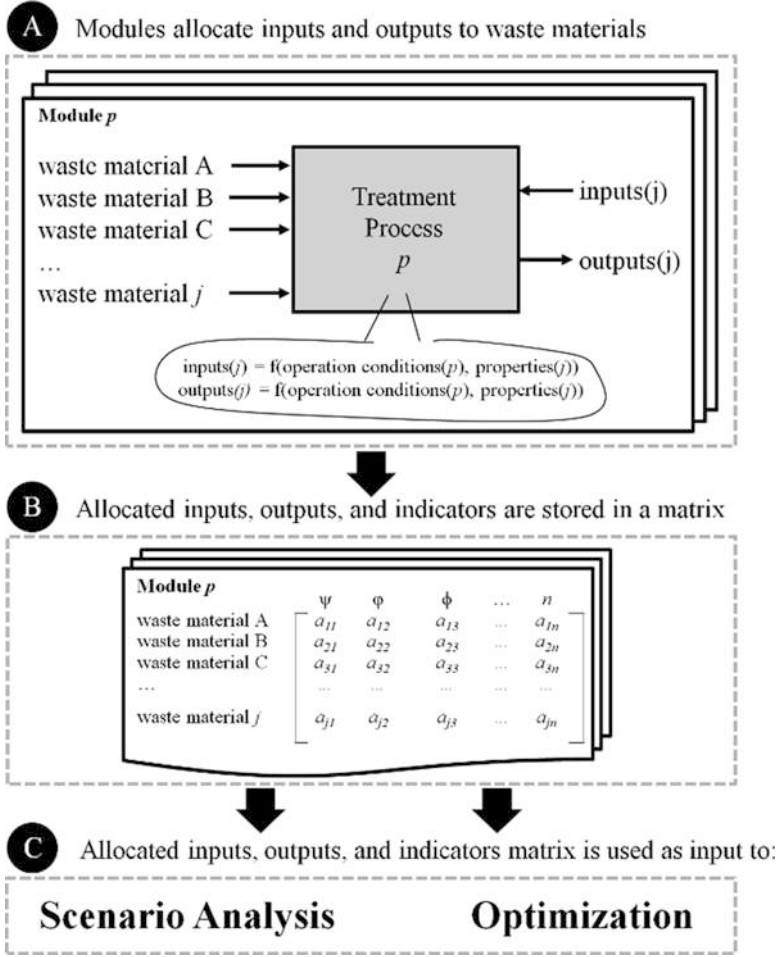 A Modules allocate inputs and outputs to waste materials
Module p
waste material A
waste material B
waste material C
...
waste material j
Treatment
Process
p
inputs(j)
outputs(j)
inputs(j) = f(operation conditions(p), properties(j))
outputs(j) = f(operation conditions(p), properties(j))
B Allocated inputs, outputs, and indicators are stored in a matrix
Module p
ψ φ ϕ ... n
waste material A a11 a12 a13 ... a1n
waste material B a21 a22 a23 ... a2n
waste material C a31 a32 a33 ... a3n
... ... ... ... ... ...
waste material j aj1 aj2 aj3 ... ajn
C Allocated inputs, outputs, and indicators matrix is used as input to:
Scenario Analysis Optimization